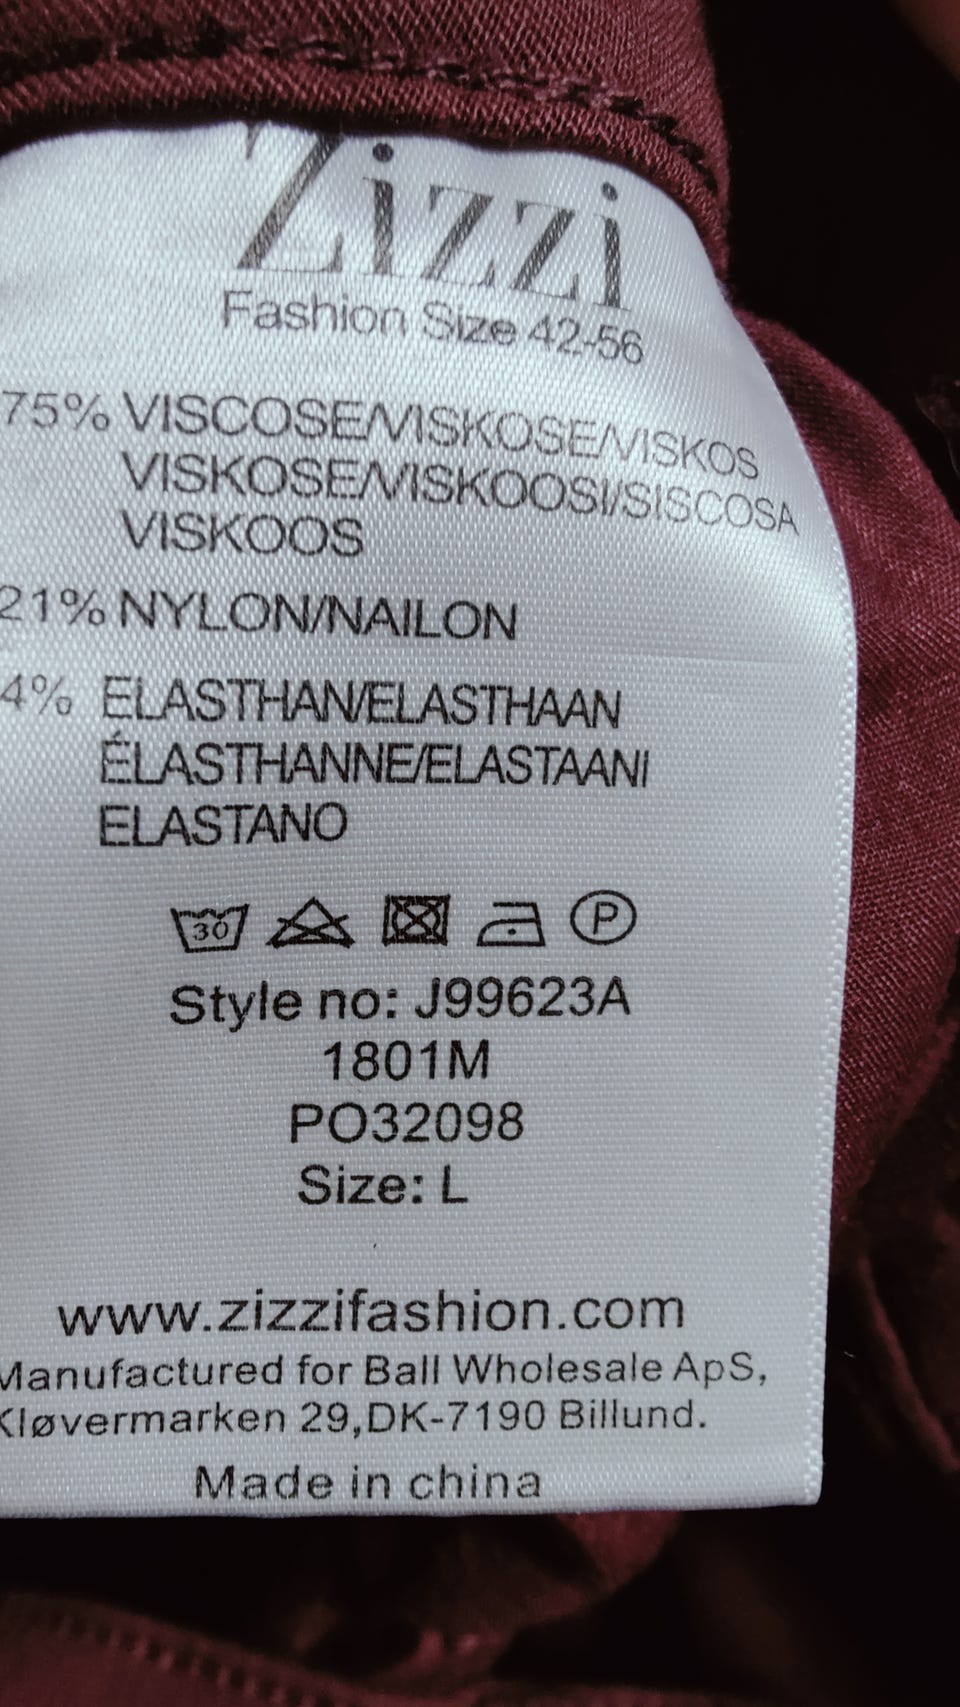 Zizzi
Fashion Size 42-56
75% VISCOSE/VISKOSE/VISKOS
VISKOSE/VISKOOSI/SISCOSA
VISKOOS
21% NYLON/NAILON
4% ELASTHAN/ELASTHAAN
ÉLASTHANNE/ELASTAANI
ELASTANO
30 P
Style no: J99623A
1801M
PO32098
Size: L
www.zizzifashion.com
Manufactured for Ball Wholesale ApS,
Kløvermarken 29,DK-7190 Billund.
Made in china